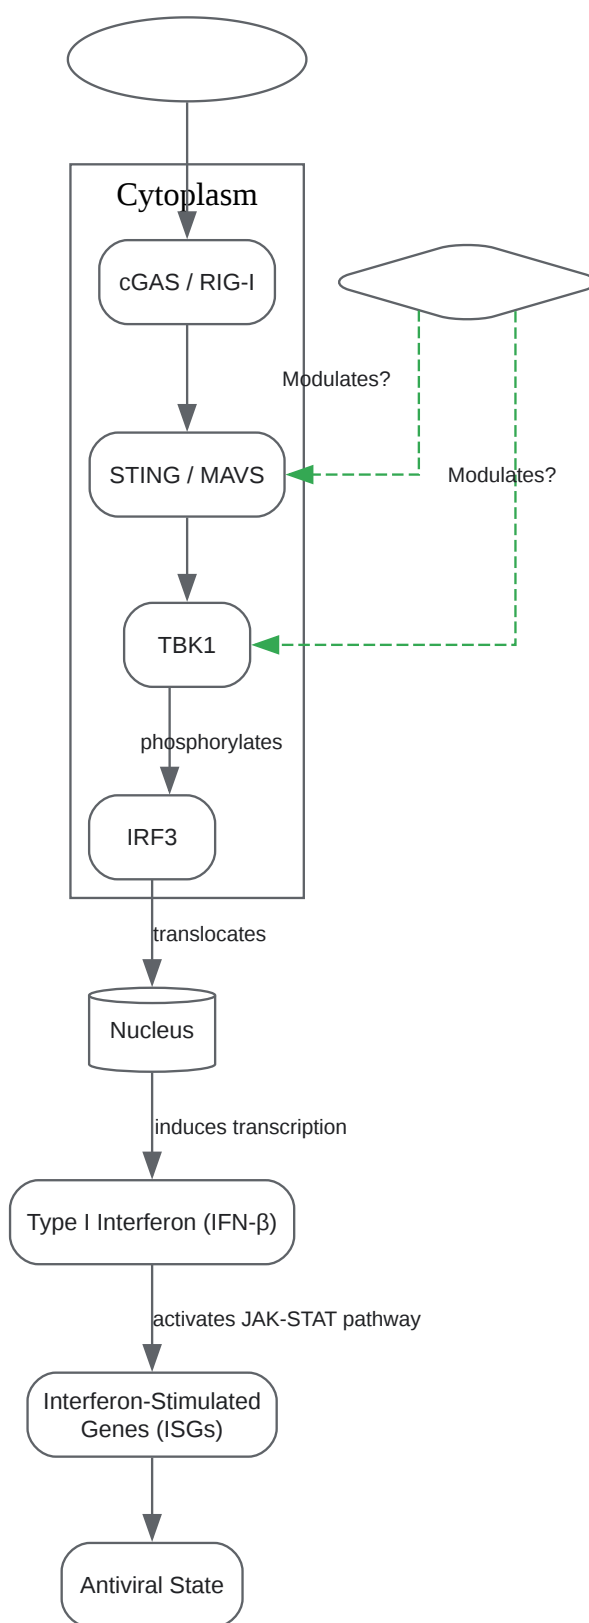 Cytoplasm
cGAS / RIG-I
Modulates?
STING / MAVS
Modulates?
TBK1
phosphorylates
IRF3
translocates
Nucleus
induces transcription
Type I Interferon (IFN-β)
activates JAK-STAT pathway
Interferon-Stimulated
Genes (ISGs)
Antiviral State